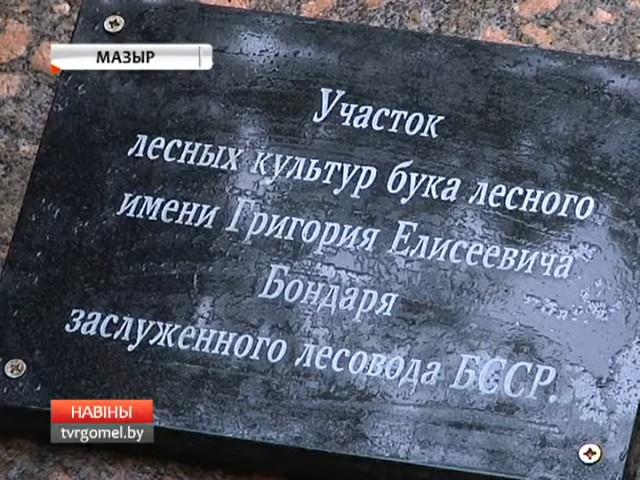 МАЗЫР
Участок
лесных культур бука лесного
имени Григория Елисеевича
Бондаря
заслуженного лесовода БССР.
НАВІНЫ
tvrgomel.by